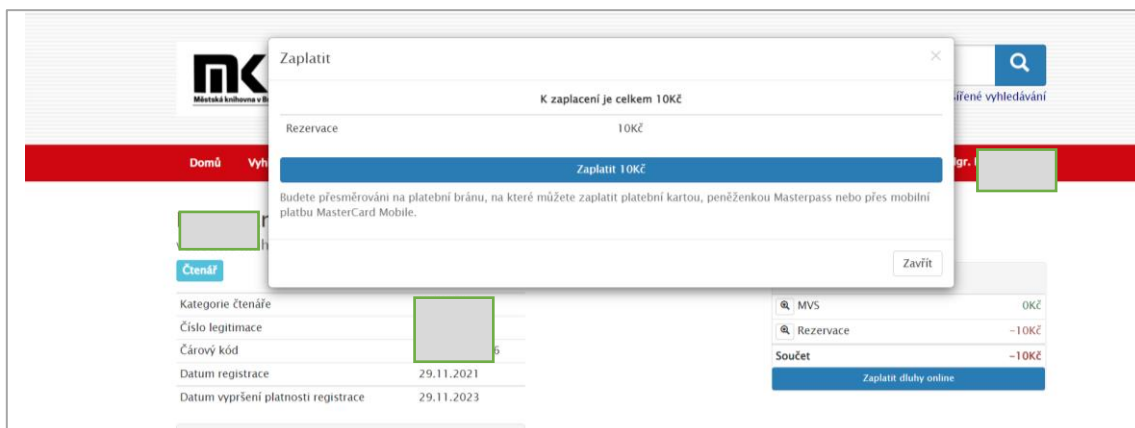 Zaplatit
×
K zaplacení je celkem 10Kč
Rezervace 10Kč
Zaplatit 10Kč
Budete přesměrováni na platební bránu, na které můžete zaplatit platební kartou, peněženkou Masterpass nebo přes mobilní
platbu MasterCard Mobile.
Zavřít
MK
Městská knihovna v
vyhledávání
Domů
Čtenář
Kategorie čtenáře
Číslo legitimace
Čárový kód 6
Datum registrace 29.11.2021
Datum vypršení platnosti registrace 29.11.2023
MVS 0Kč
Rezervace -10Kč
Součet -10Kč
Zaplatit dluhy online